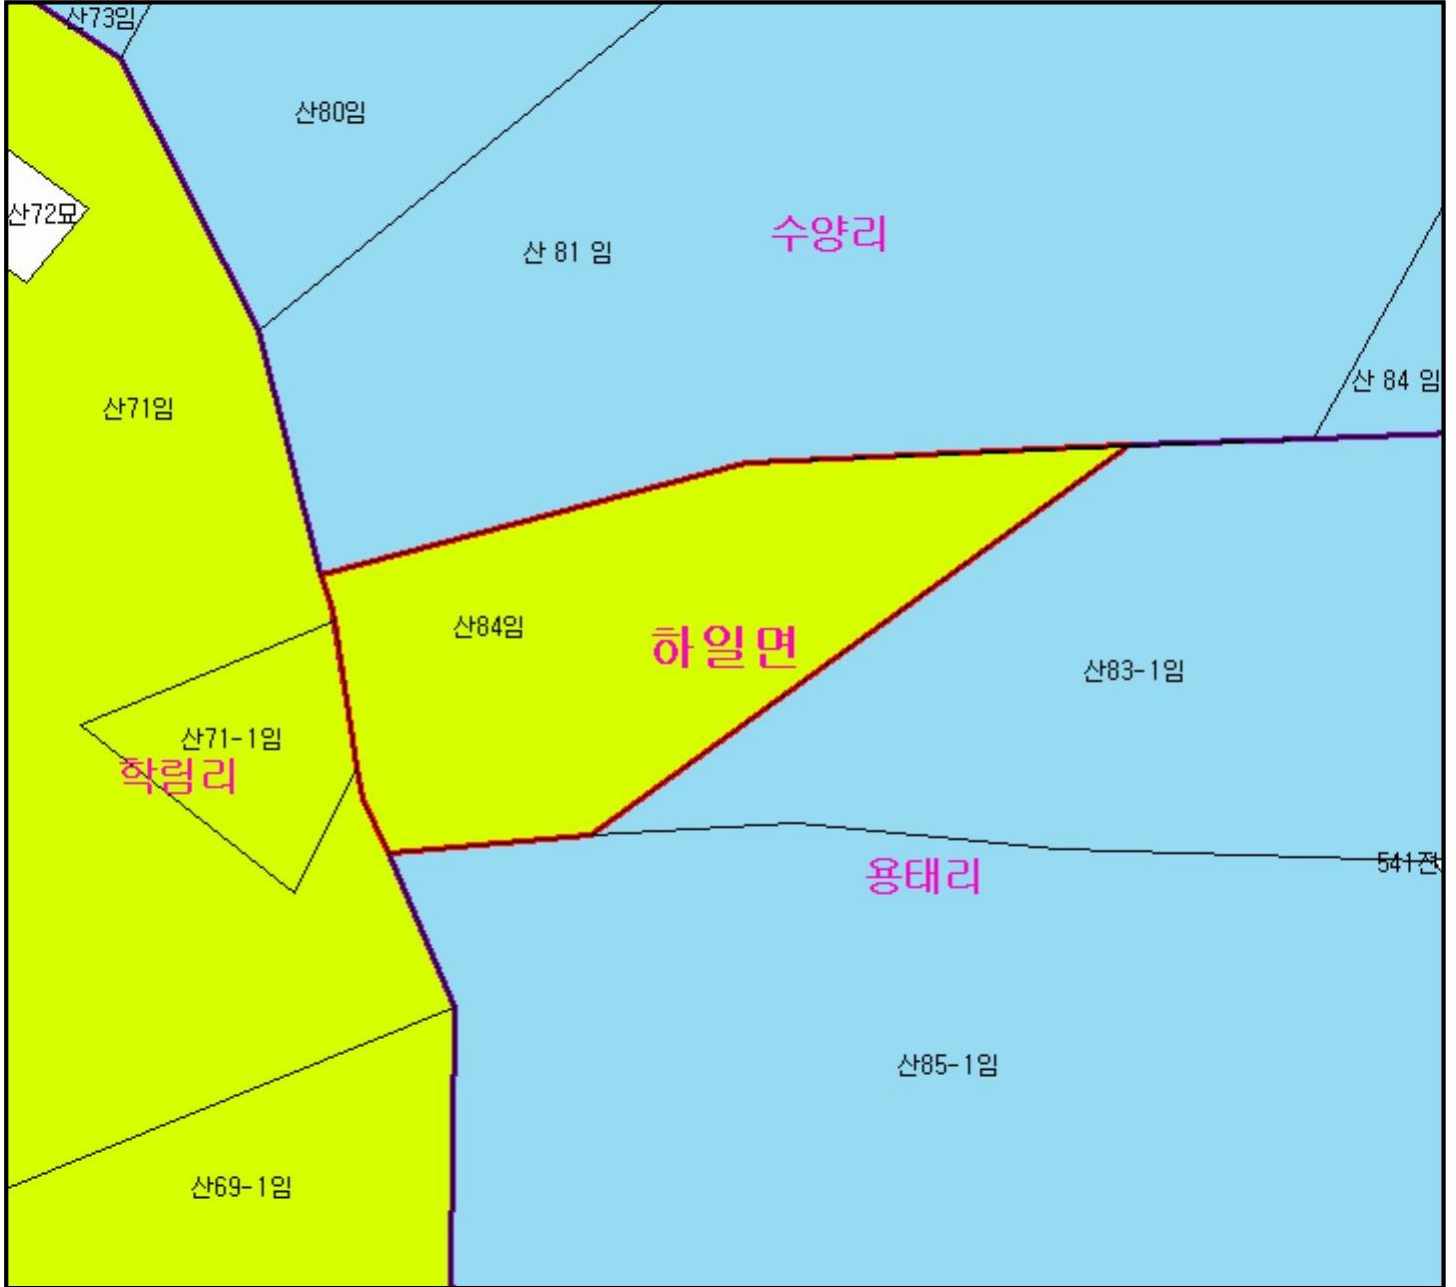 산73임
산80임
산72묘
산 81 임
수양리
산 84 임
산71임
산84임
하일면
산83-1임
산71-1임
학림리
541전
용태리
산85-1임
산69-1임